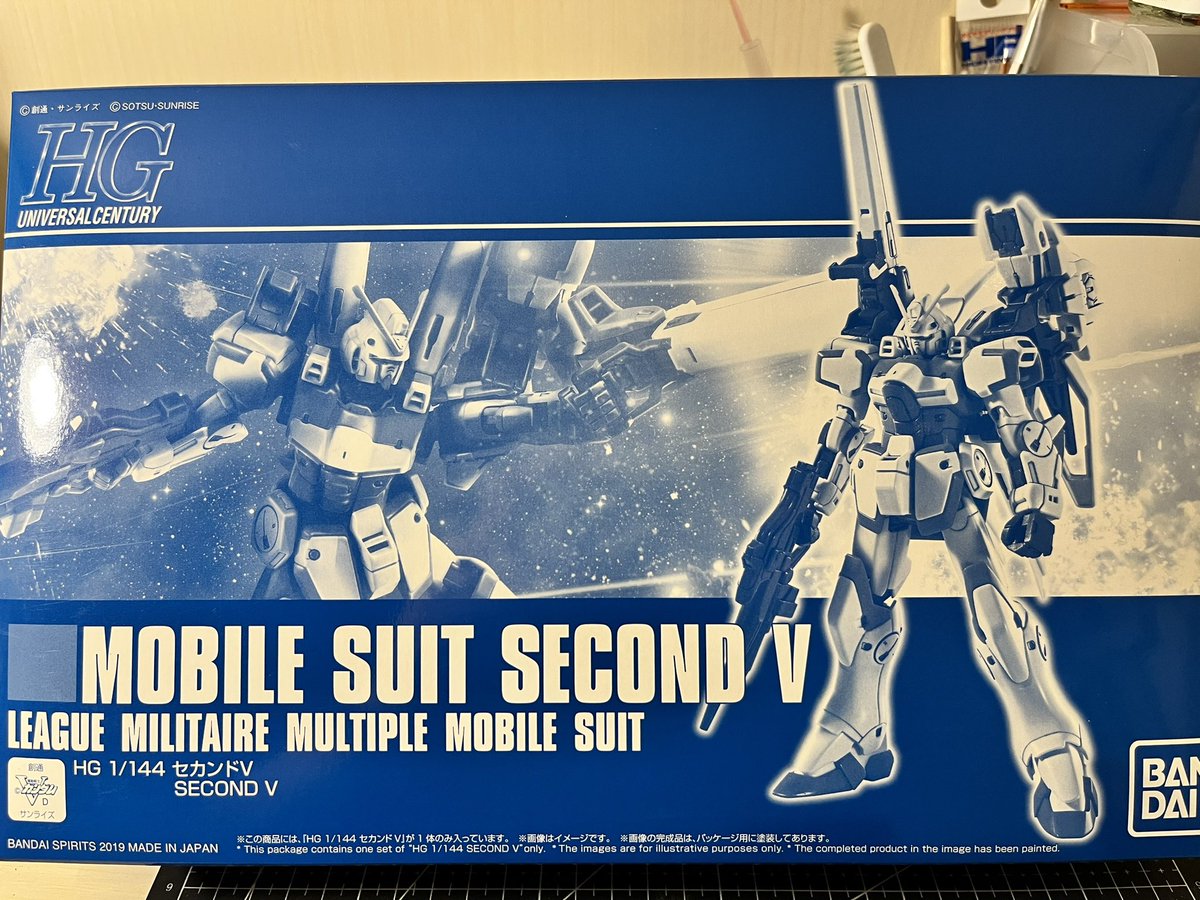 ©創通・サンライズ ©SOTSU・SUNRISE
HG
UNIVERSAL CENTURY
MOBILE SUIT SECOND V
LEAGUE MILITAIRE MULTIPLE MOBILE SUIT
HG 1/144 セカンドV
SECOND V
創通
サンライズ
BANDAI SPIRITS 2019 MADE IN JAPAN
※この商品には、「HG 1/144 セカンドV」が1体のみ入っています。 ※画像はイメージです。 ※画像の完成品は、パッケージ用に塗装してあります。
* This package contains one set of "HG 1/144 SECOND V" only. * The images are for illustrative purposes only. * The completed product in the image has been painted.
BAN
DAI
9